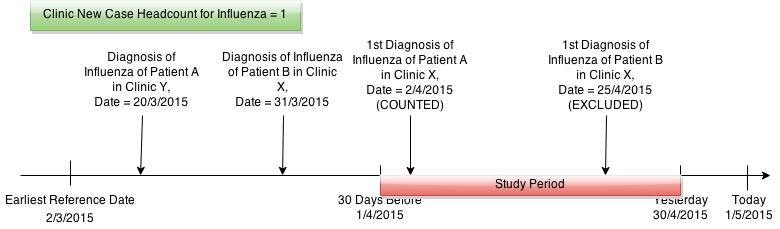 Clinic New Case Headcount for Influenza = 1
Diagnosis of
Influenza of Patient A
in Clinic Y,
Date = 20/3/2015
Diagnosis of Influenza
of Patient B in Clinic
X,
Date = 31/3/2015
1st Diagnosis of
Influenza of Patient A
in Clinic X,
Date = 2/4/2015
(COUNTED)
1st Diagnosis of
Influenza of Patient B
in Clinic X,
Date = 25/4/2015
(EXCLUDED)
Study Period
Earliest Reference Date
2/3/2015
30 Days Before
1/4/2015
Yesterday
30/4/2015
Today
1/5/2015